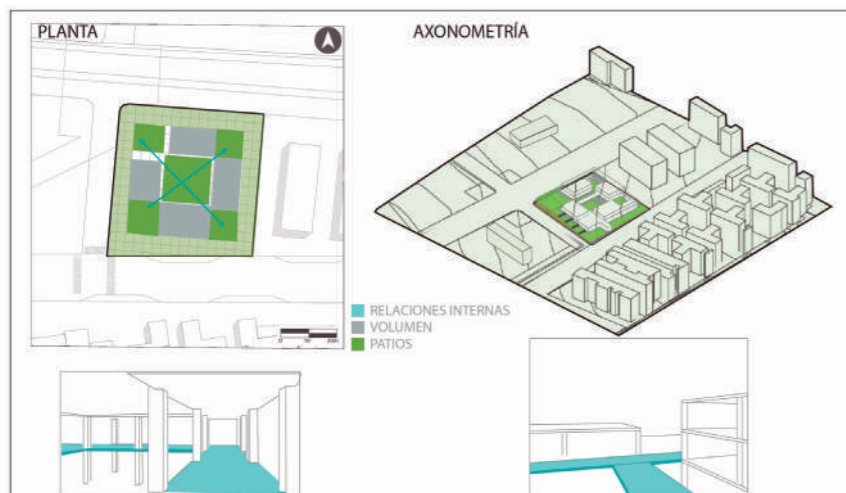 PLANTA
AXONOMETRÍA
RELACIONES INTERNAS
VOLUMEN
PATIOS